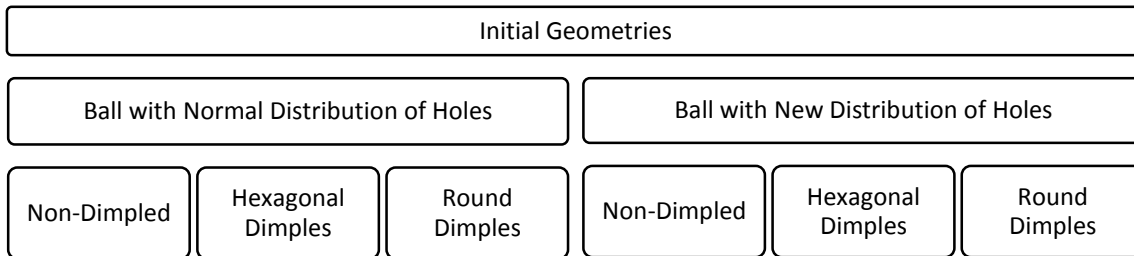 Initial Geometries
Ball with Normal Distribution of Holes
Ball with New Distribution of Holes
Non-Dimpled
Hexagonal
Dimples
Round
Dimples
Non-Dimpled
Hexagonal
Dimples
Round
Dimples